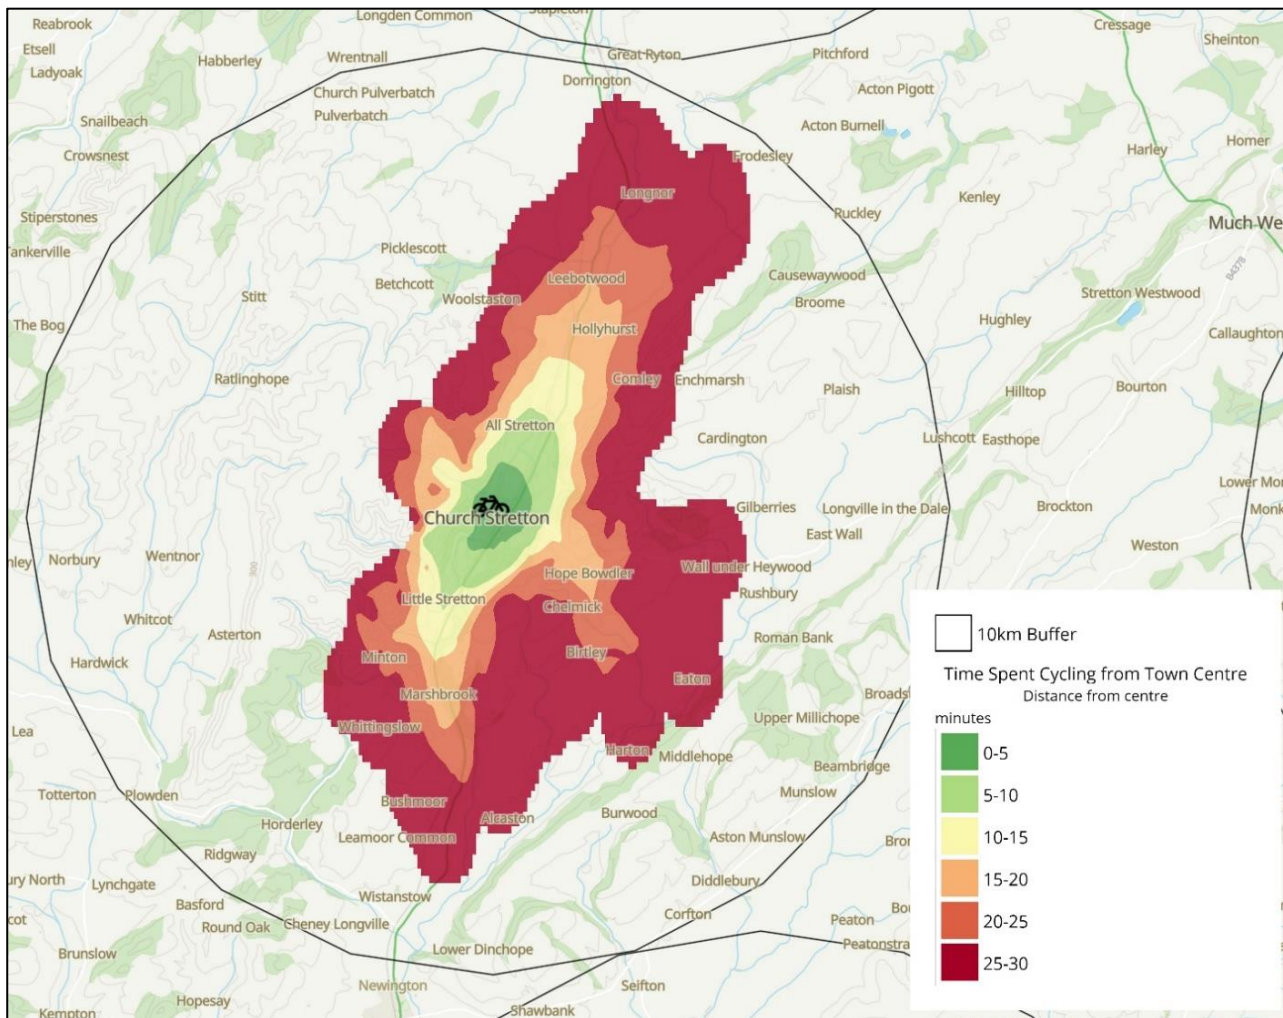 Longden Common
Stapleton
Reabrook
Cressage
Sheinton
Etsell
Ladyoak
Habberley
Wrentnall
Great Ryton
Pitchford
Dorrington
Church Pulverbatch
Acton Pigott
Pulverbatch
Snailbeach
Acton Burnell
Homer
Crowsnest
Frodesley
Harley
Longnor
Kenley
Stiperstones
Ruckley
Much We
Tankerville
Picklescott
Causewaywood
B4378
Betchcott
Leebotwood
Stitt
Woolstaston
Broome
Stretton Westwood
The Bog
Hollyhurst
Hughley
Callaughton
Ratlinghope
Comley
Enchmarsh
Plaish
Hilltop
Bourton
All Stretton
Cardington
Lushcott
Easthope
Lower Mo
Church Stretton
Gilberries
Longville in the Dale
Brockton
Monk
East Wall
Norbury
Wentnor
Weston
nley
Hope Bowdler
Wall under Heywood
Rushbury
Little Stretton
Chelmick
Whitcot
Asterton
Roman Bank
Hardwick
Minton
Birtley
Eaton
Marshbrook
Broads
Upper Millichope
Lea
Whittingslow
Harton
Middlehope
Beambridge
Totterton
Plowden
Bushmoor
Munslow
Horderley
Alcaston
Burwood
Leamoor Common
Aston Munslow
Ridgway
ury North
Lynchgate
Diddlebury
Basford
Wistanstow
Corfton
cot
Round Oak
Cheney Longville
Peaton
Brunslow
Lower Dinchope
Peatonstra
Newington
Seifton
Hopesay
Kempton
Shawbank
10km Buffer
Time Spent Cycling from Town Centre
Distance from centre
minutes
0-5
5-10
10-15
15-20
20-25
25-30